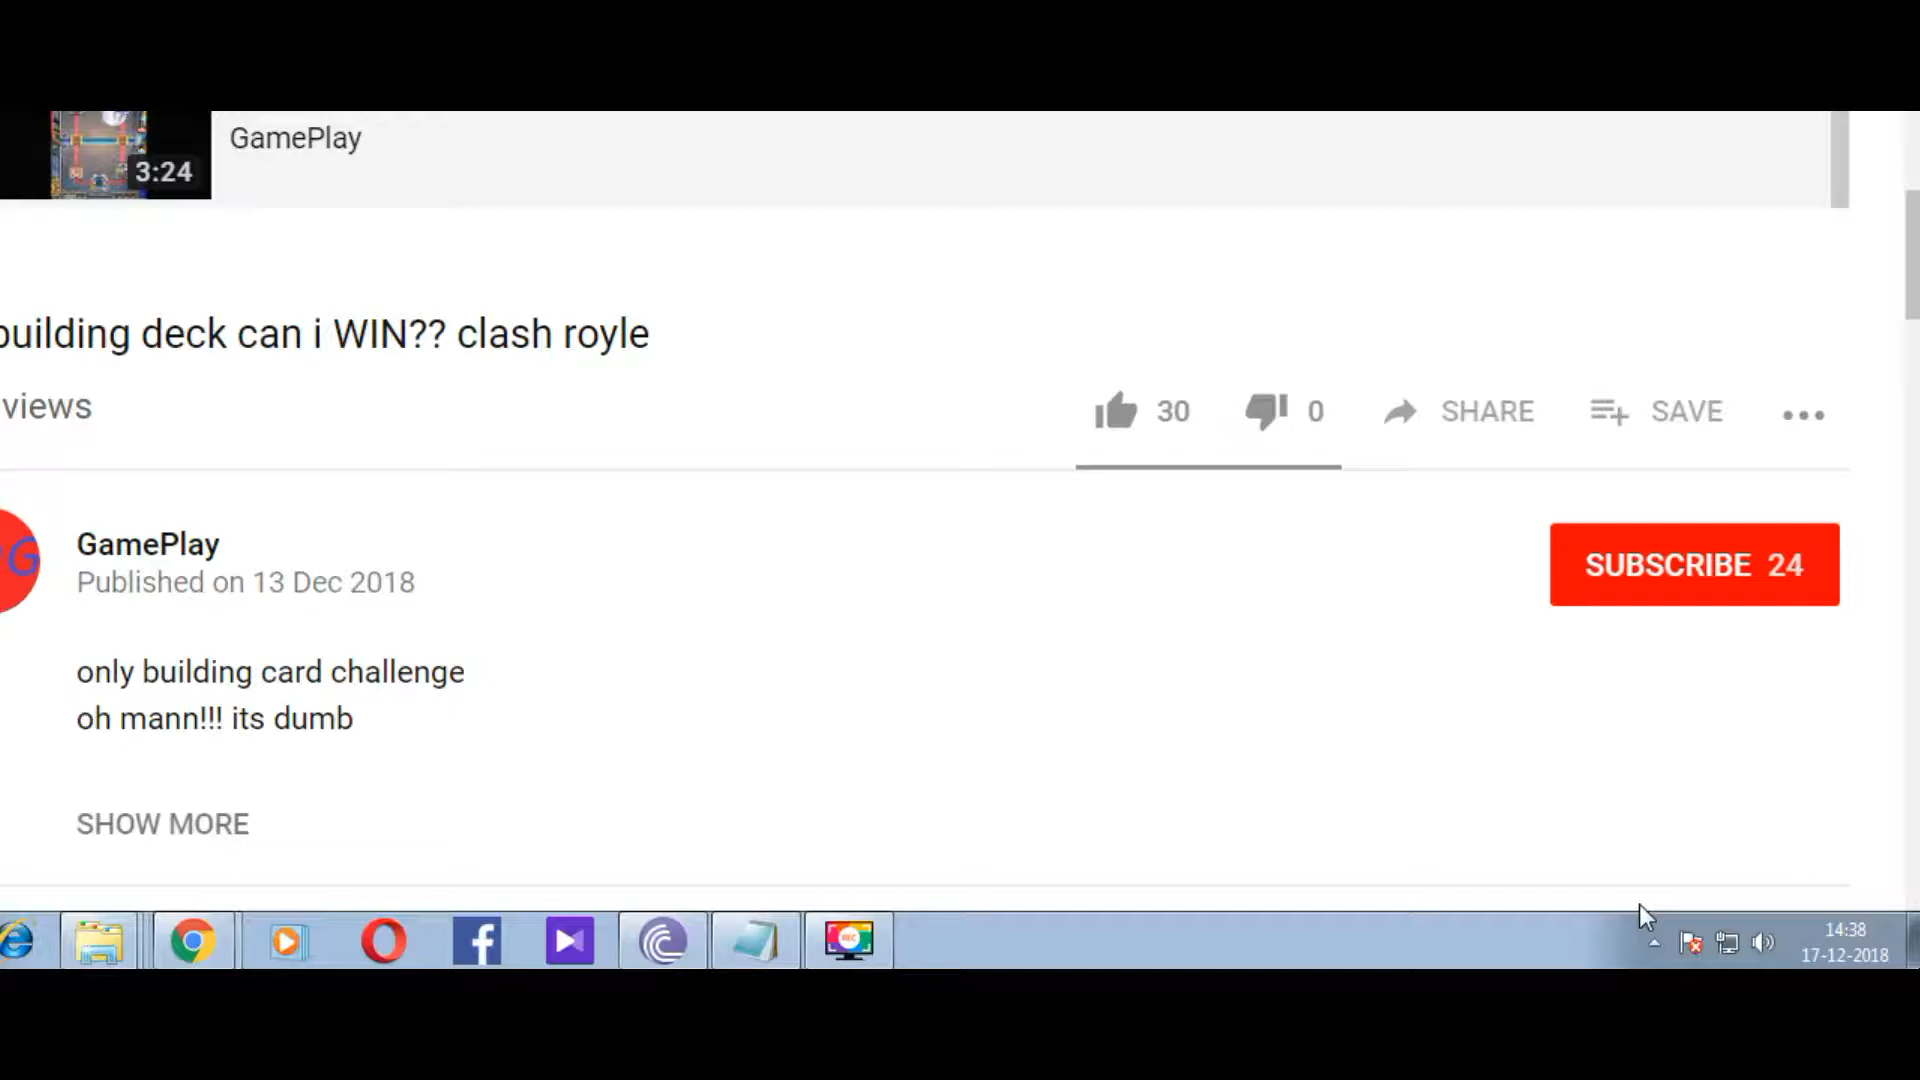 GamePlay
3:24
building deck can i WIN?? clash royle
views
30 0 SHARE SAVE
G
GamePlay
Published on 13 Dec 2018
SUBSCRIBE 24
only building card challenge
oh mann!!! its dumb
SHOW MORE
REC
14:38
17-12-2018